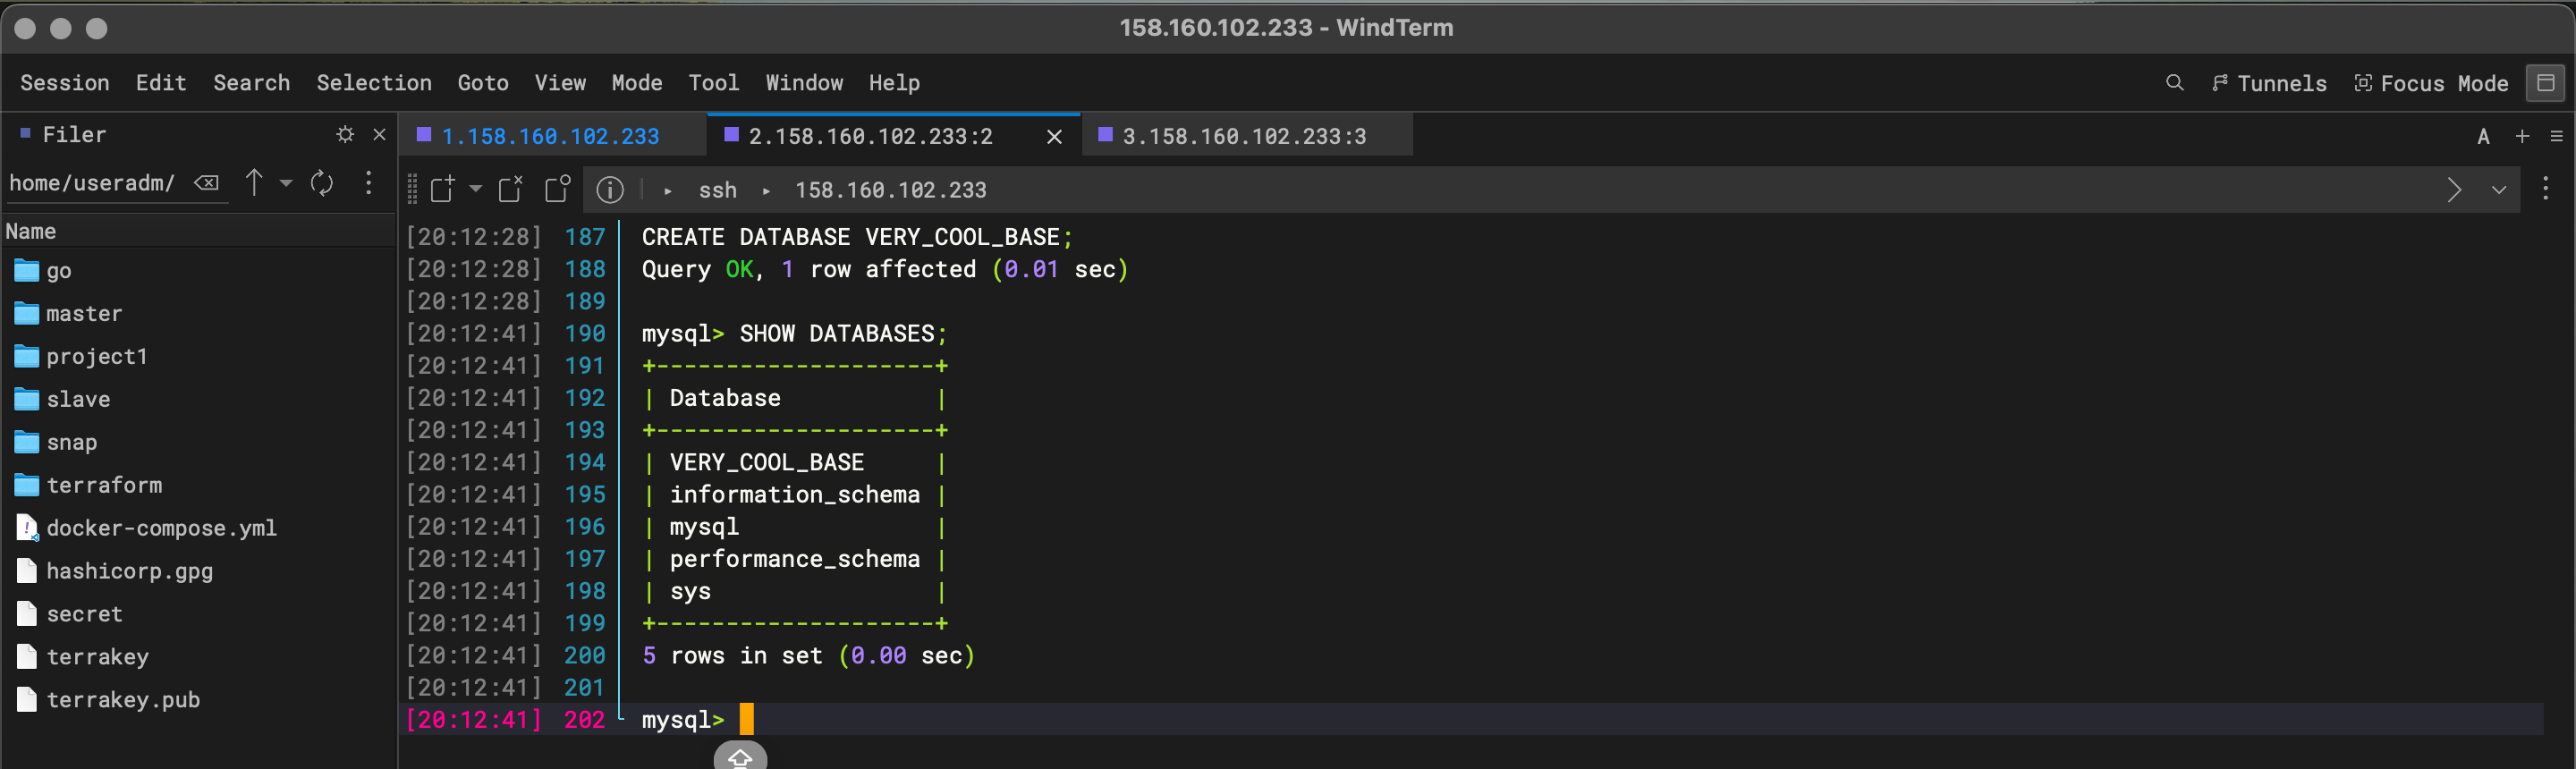 158.160.102.233 - WindTerm
Session Edit Search Selection Goto View Mode Tool Window Help
Tunnels Focus Mode
Filer
1.158.160.102.233 2.158.160.102.233:2 3.158.160.102.233:3
A
home/useradm/
ssh 158.160.102.233
Name
go
master
project1
slave
snap
terraform
docker-compose.yml
hashicorp.gpg
secret
terrakey
terrakey.pub
[20:12:28] 187 CREATE DATABASE VERY_COOL_BASE;
[20:12:28] 188 Query OK, 1 row affected (0.01 sec)
[20:12:28] 189
[20:12:41] 190 mysql> SHOW DATABASES;
[20:12:41] 191 +--------------------+
[20:12:41] 192 | Database           |
[20:12:41] 193 +--------------------+
[20:12:41] 194 | VERY_COOL_BASE     |
[20:12:41] 195 | information_schema |
[20:12:41] 196 | mysql              |
[20:12:41] 197 | performance_schema |
[20:12:41] 198 | sys                |
[20:12:41] 199 +--------------------+
[20:12:41] 200 5 rows in set (0.00 sec)
[20:12:41] 201
[20:12:41] 202 mysql>